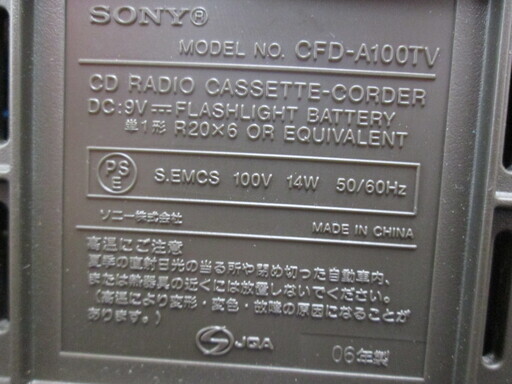 SONY®
MODEL NO. CFD-A100TV
CD RADIO CASSETTE-CORDER
DC:9V⎓FLASHLIGHT BATTERY
単1形 R20×6 OR EQUIVALENT
PSE S.EMCS 100V 14W 50/60Hz
ソニー株式会社 MADE IN CHINA
高温にご注意
夏季の直射日光の当る所や閉め切った自動車内、
または熱器具の近くには放置しないでください。
(高温により変形・変色・故障の原因になることが
あります。)
JQA 06年製